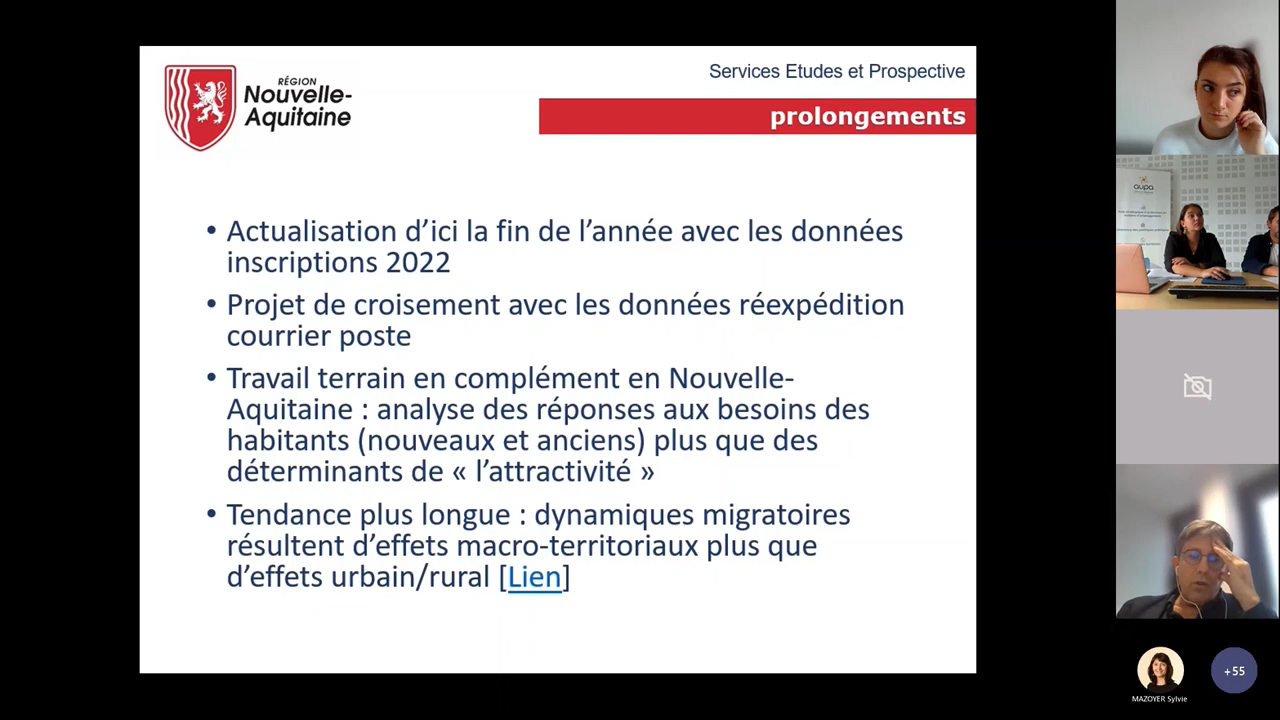 Services Etudes et Prospective
RÉGION
Nouvelle-
Aquitaine
prolongements
• Actualisation d’ici la fin de l’année avec les données
inscriptions 2022
• Projet de croisement avec les données réexpédition
courrier poste
• Travail terrain en complément en Nouvelle-
Aquitaine : analyse des réponses aux besoins des
habitants (nouveaux et anciens) plus que des
déterminants de « l’attractivité »
• Tendance plus longue : dynamiques migratoires
résultent d’effets macro-territoriaux plus que
d’effets urbain/rural [Lien]
aupa
MAZOYER Sylvie
+55